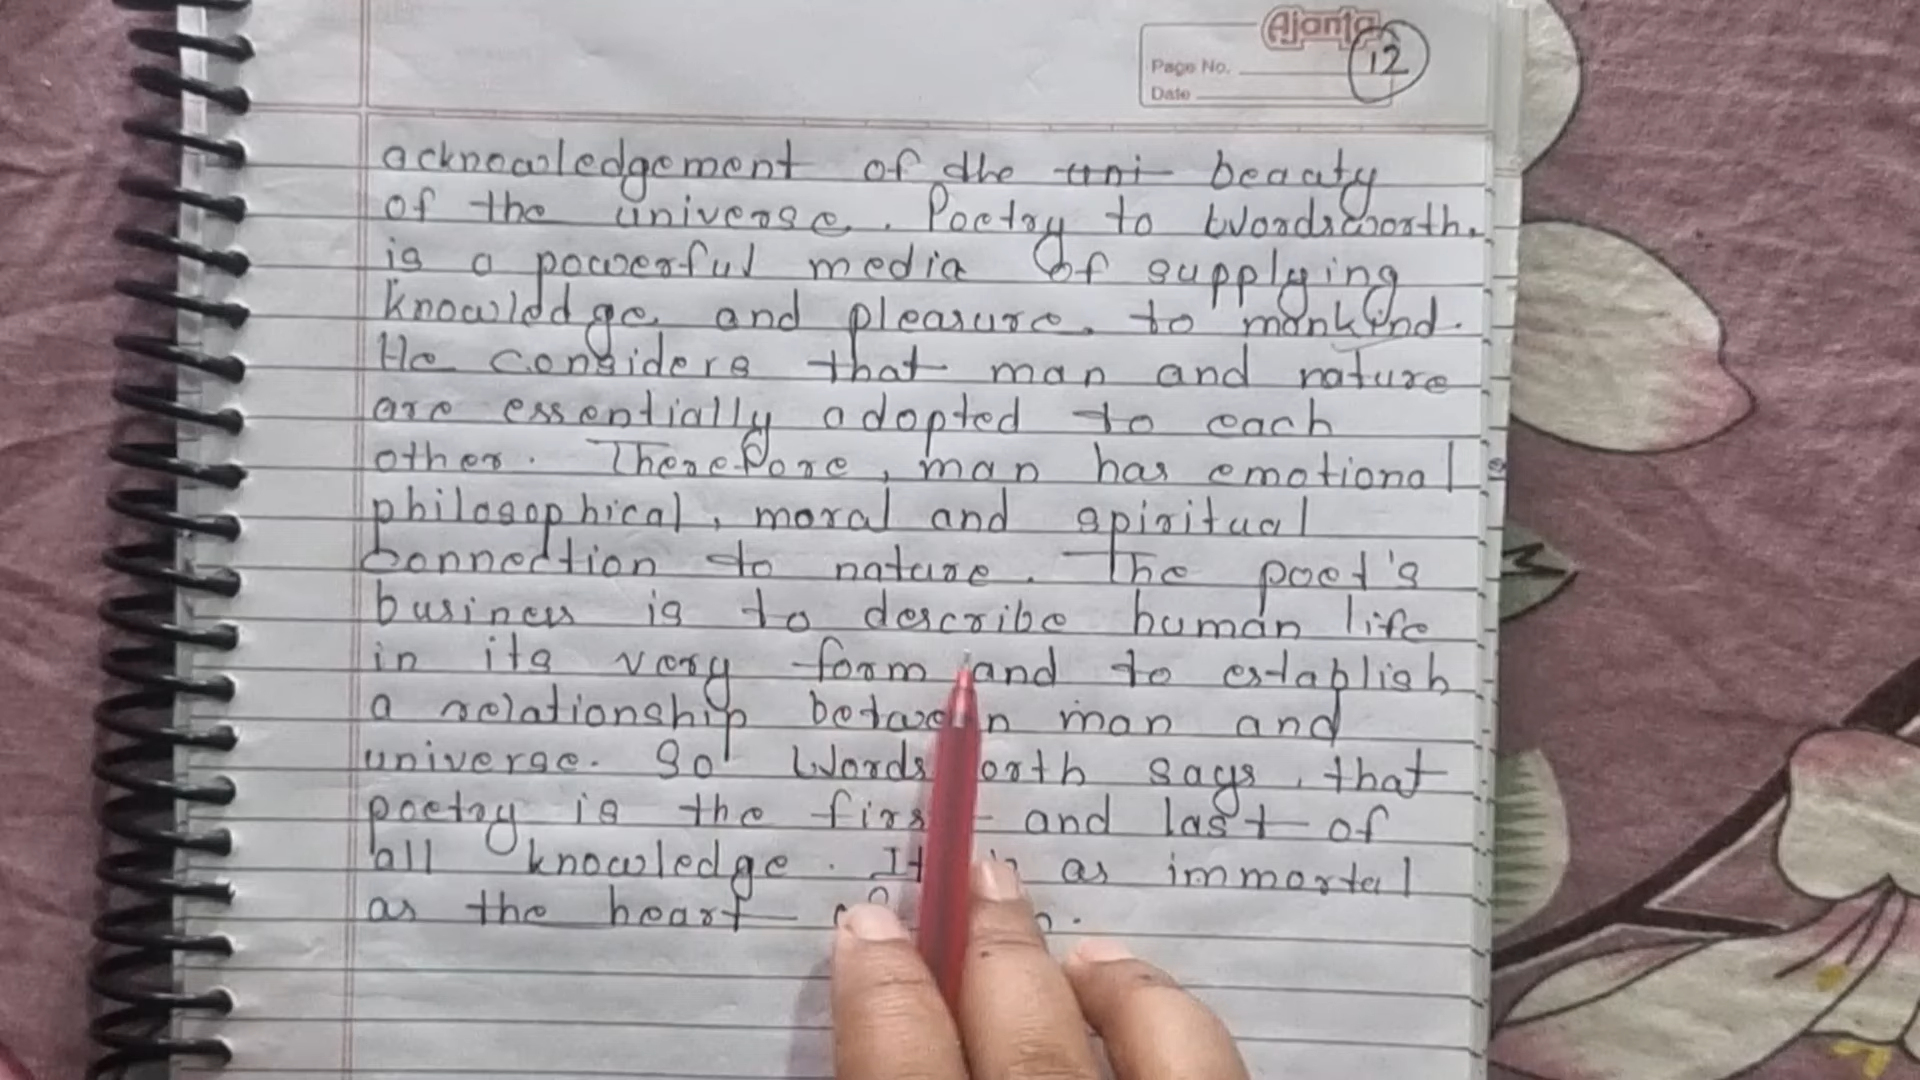 Ajanta
12
Page No.
Date
acknowledgement of the uni beauty
of the universe. Poetry to Wordsworth.
is a powerful media of supplying
knowlddge and pleasure. to mankind.
He considers that man and nature
are essentially adopted to each
other. Therefore, man has emotional
philosophical, moral and spiritual
connection to nature. The poet's
business is to describe human life
in its very form and to establish
a relationship between man and
universe. So Wordsworth says, that
poetry is the first and last of
all knowledge. It as immortal
as the heart